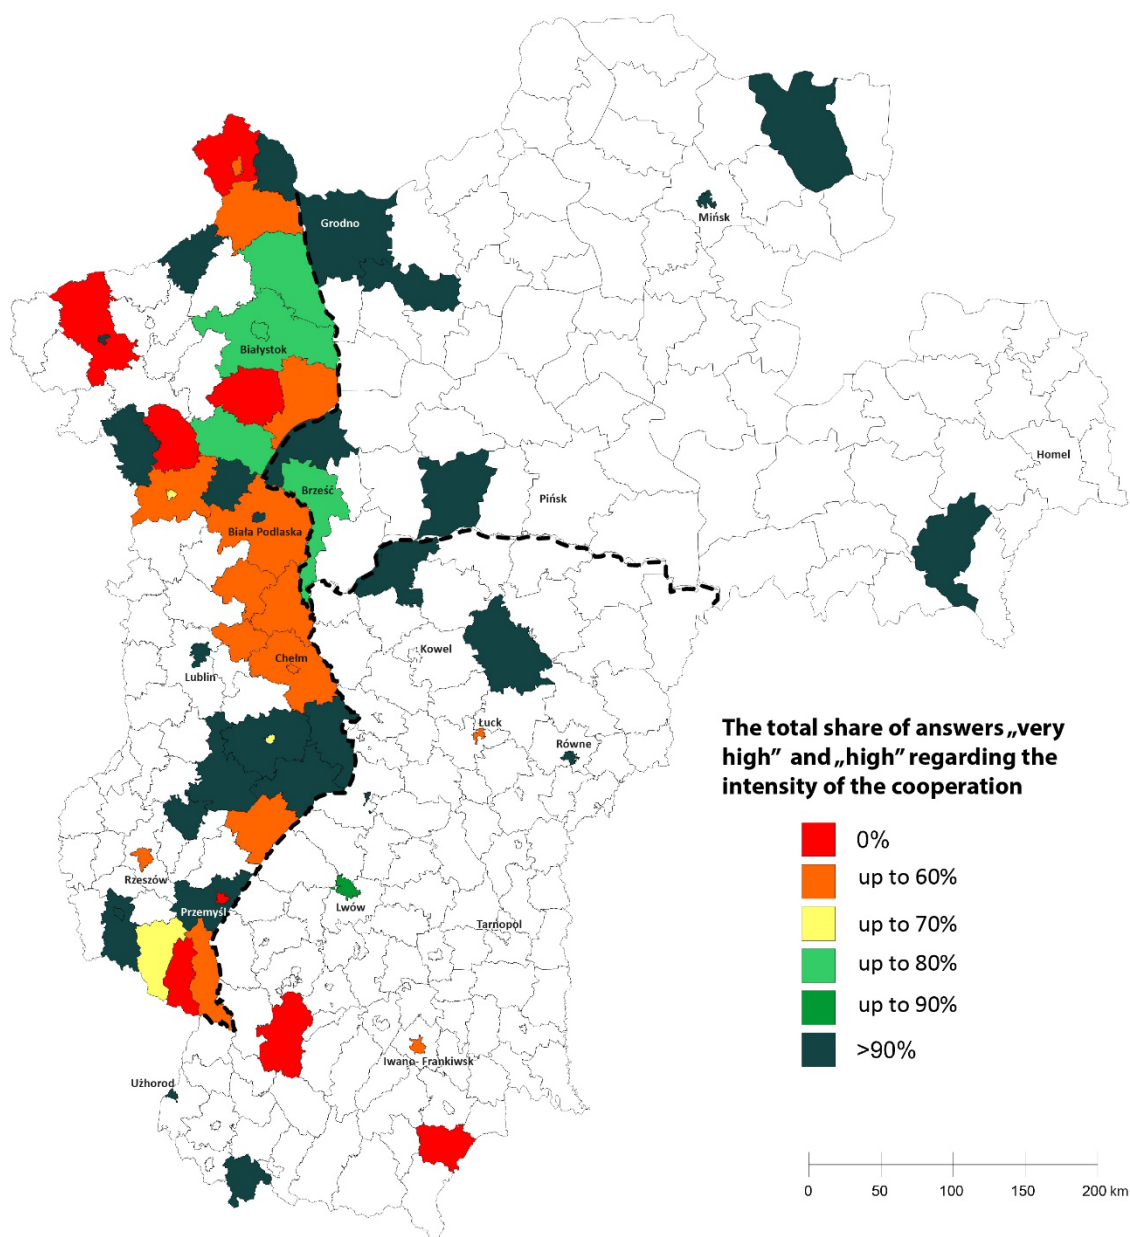 Grodno
Mińsk
Białystok
Homel
Brześć
Pińsk
Biała Podlaska
Kowel
Chełm
Lublin
Łuck
Równe
The total share of answers „very
high” and „high” regarding the
intensity of the cooperation
0%
up to 60%
up to 70%
up to 80%
up to 90%
>90%
Rzeszów
Przemyśl
Lwów
Tarnopol
Iwano- Frankiwsk
Użhorod
0 50 100 150 200 km